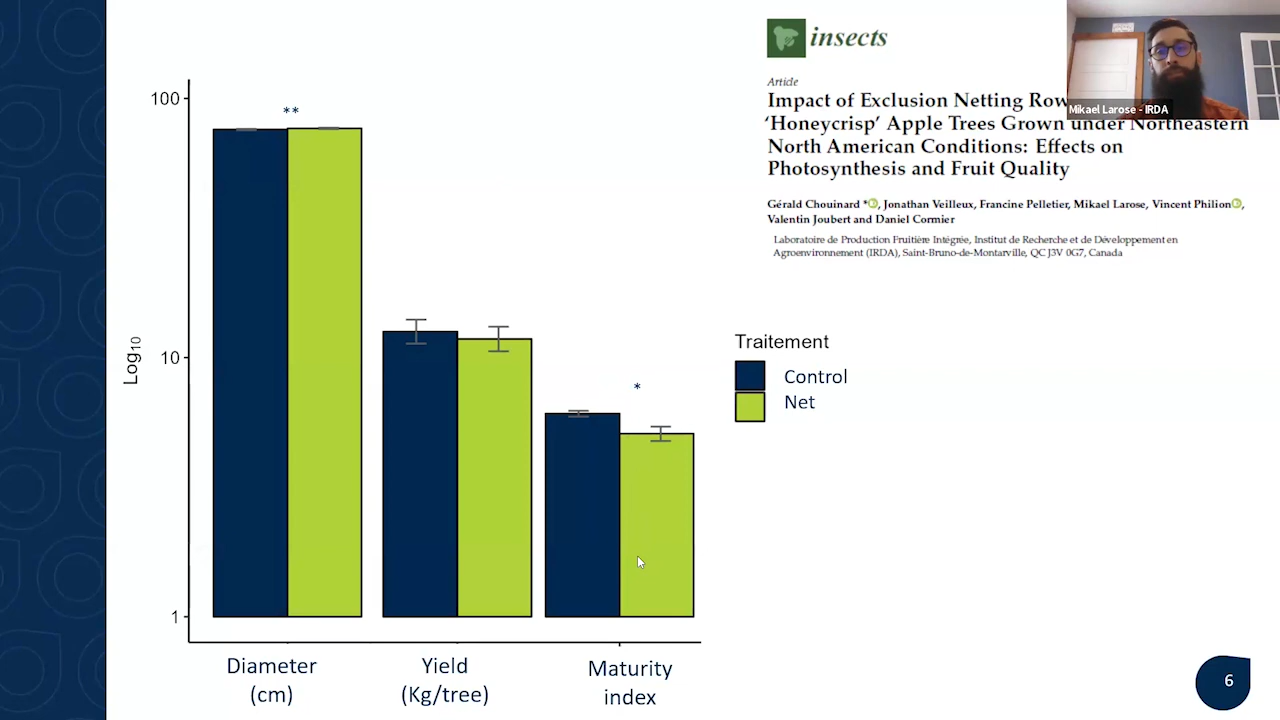 insects
Article
Impact of Exclusion Netting Row
'Honeycrisp' Apple Trees Grown under Northeastern
North American Conditions: Effects on
Photosynthesis and Fruit Quality
Gérald Chouinard *, Jonathan Veilleux, Francine Pelletier, Mikael Larose, Vincent Philion,
Valentin Joubert and Daniel Cormier
Laboratoire de Production Fruitière Intégrée, Institut de Recherche et de Développement en
Agroenvironnement (IRDA), Saint-Bruno-de-Montarville, QC J3V 0G7, Canada
Mikael Larose - IRDA
100
**
10
*
1
Log10
Diameter
(cm)
Yield
(Kg/tree)
Maturity
index
Traitement
Control
Net
6